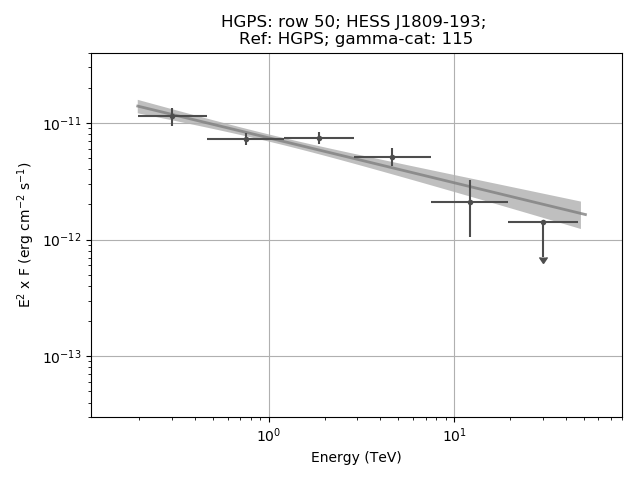 HGPS: row 50; HESS J1809-193;
Ref: HGPS; gamma-cat: 115
E² x F (erg cm⁻² s⁻¹)
10⁻¹¹
10⁻¹²
10⁻¹³
10⁰
10¹
Energy (TeV)